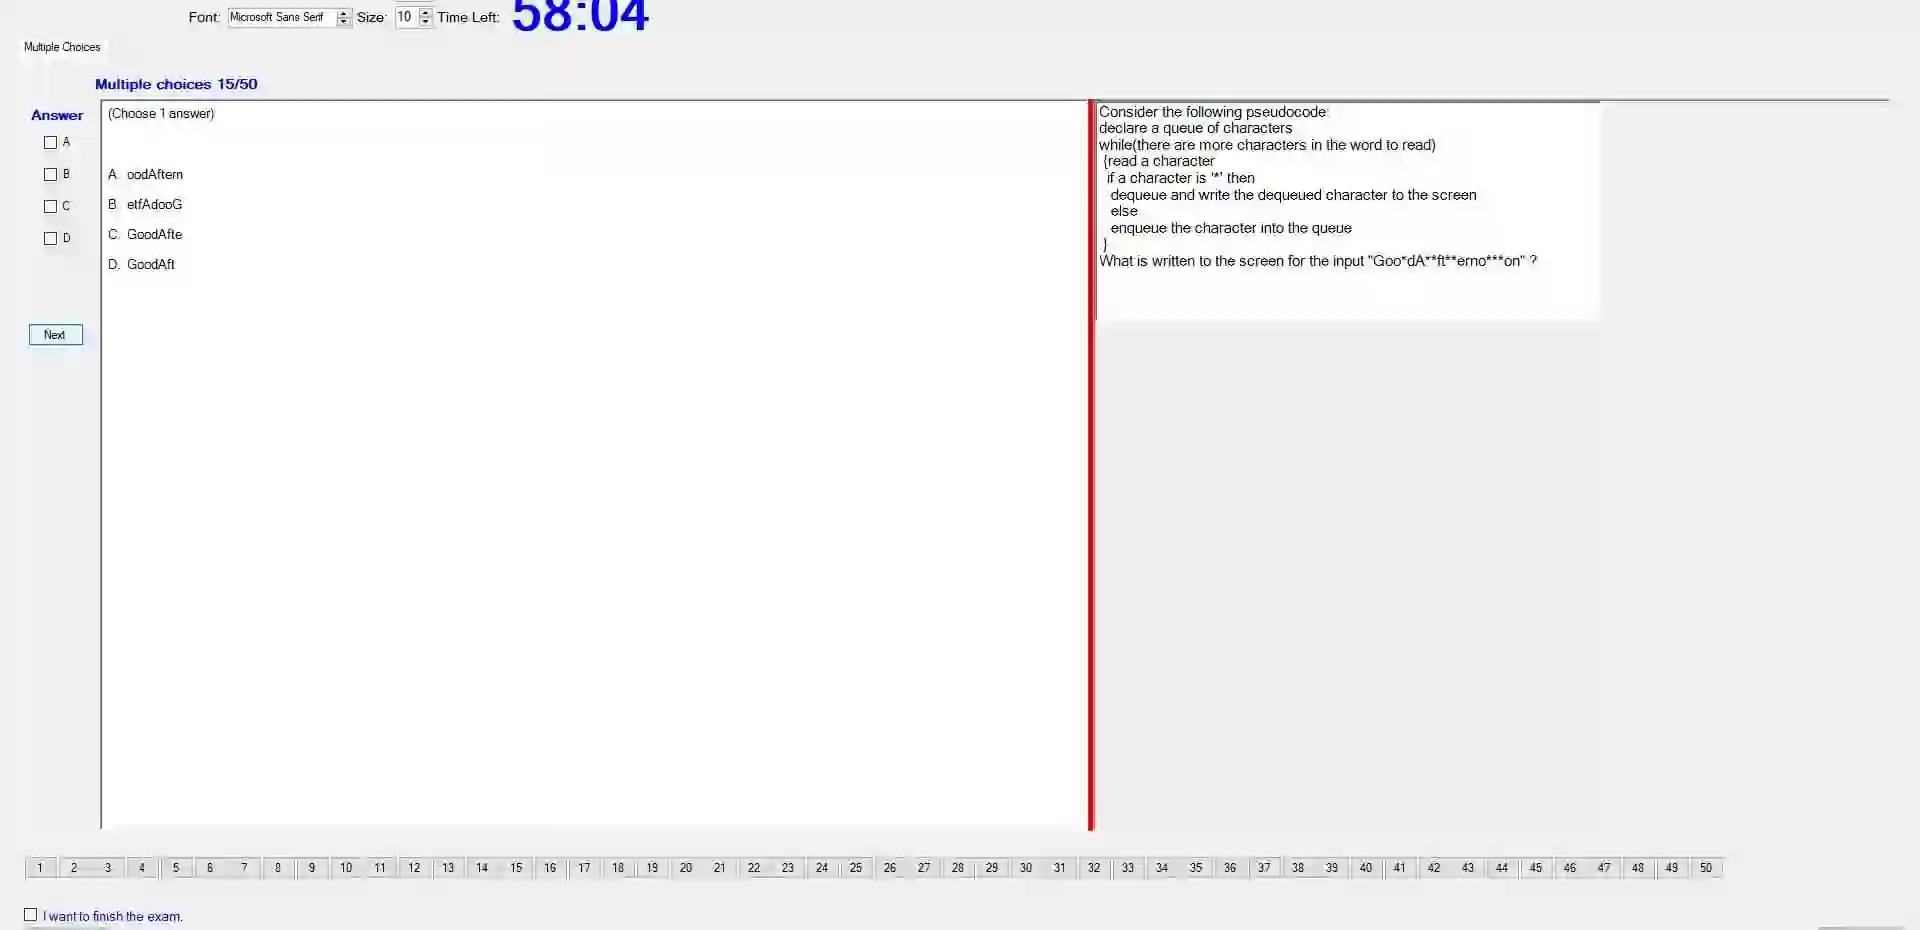 Font: Microsoft Sans Serif Size: 10 Time Left: 58:04
Multiple Choices
Multiple choices 15/50
Answer
A
B
C
D
Next
(Choose 1 answer)
A. oodAftern
B. etfAdooG
C. GoodAfte
D. GoodAft
Consider the following pseudocode:
declare a queue of characters
while(there are more characters in the word to read)
{read a character
if a character is '*' then
dequeue and write the dequeued character to the screen
else
enqueue the character into the queue
}
What is written to the screen for the input "Goo*dA**ft**erno***on" ?
1 2 3 4 5 6 7 8 9 10 11 12 13 14 15 16 17 18 19 20 21 22 23 24 25 26 27 28 29 30 31 32 33 34 35 36 37 38 39 40 41 42 43 44 45 46 47 48 49 50
I want to finish the exam.